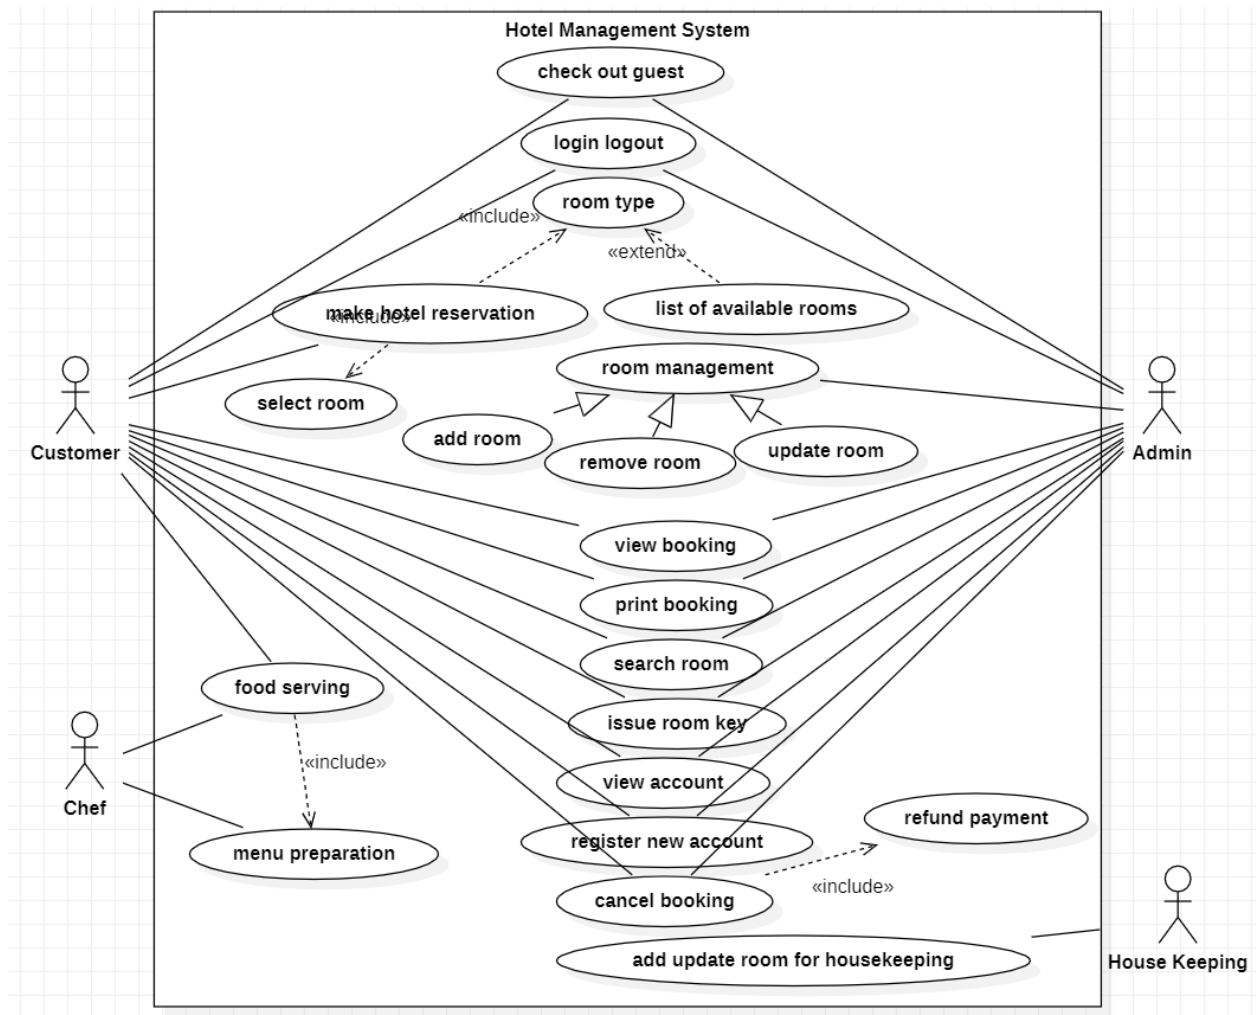 Hotel Management System
check out guest
login logout
room type
«include»
«extend»
make hotel reservation
«include»
list of available rooms
room management
select room
add room
remove room
update room
Customer
Admin
view booking
print booking
search room
food serving
issue room key
«include»
view account
Chef
refund payment
register new account
menu preparation
«include»
cancel booking
add update room for housekeeping
House Keeping